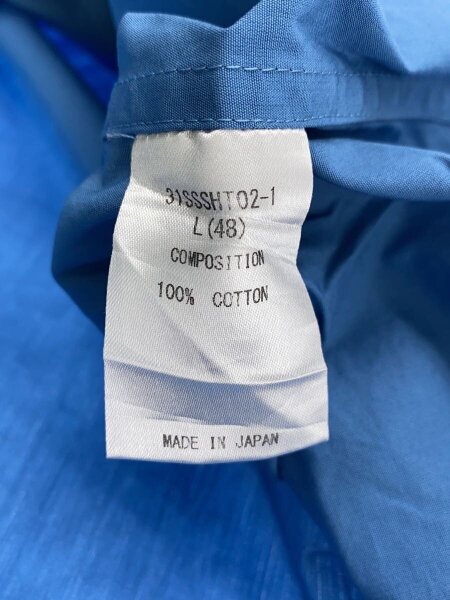 31SSSHT02-1
L(48)
COMPOSITION
100% COTTON
MADE IN JAPAN